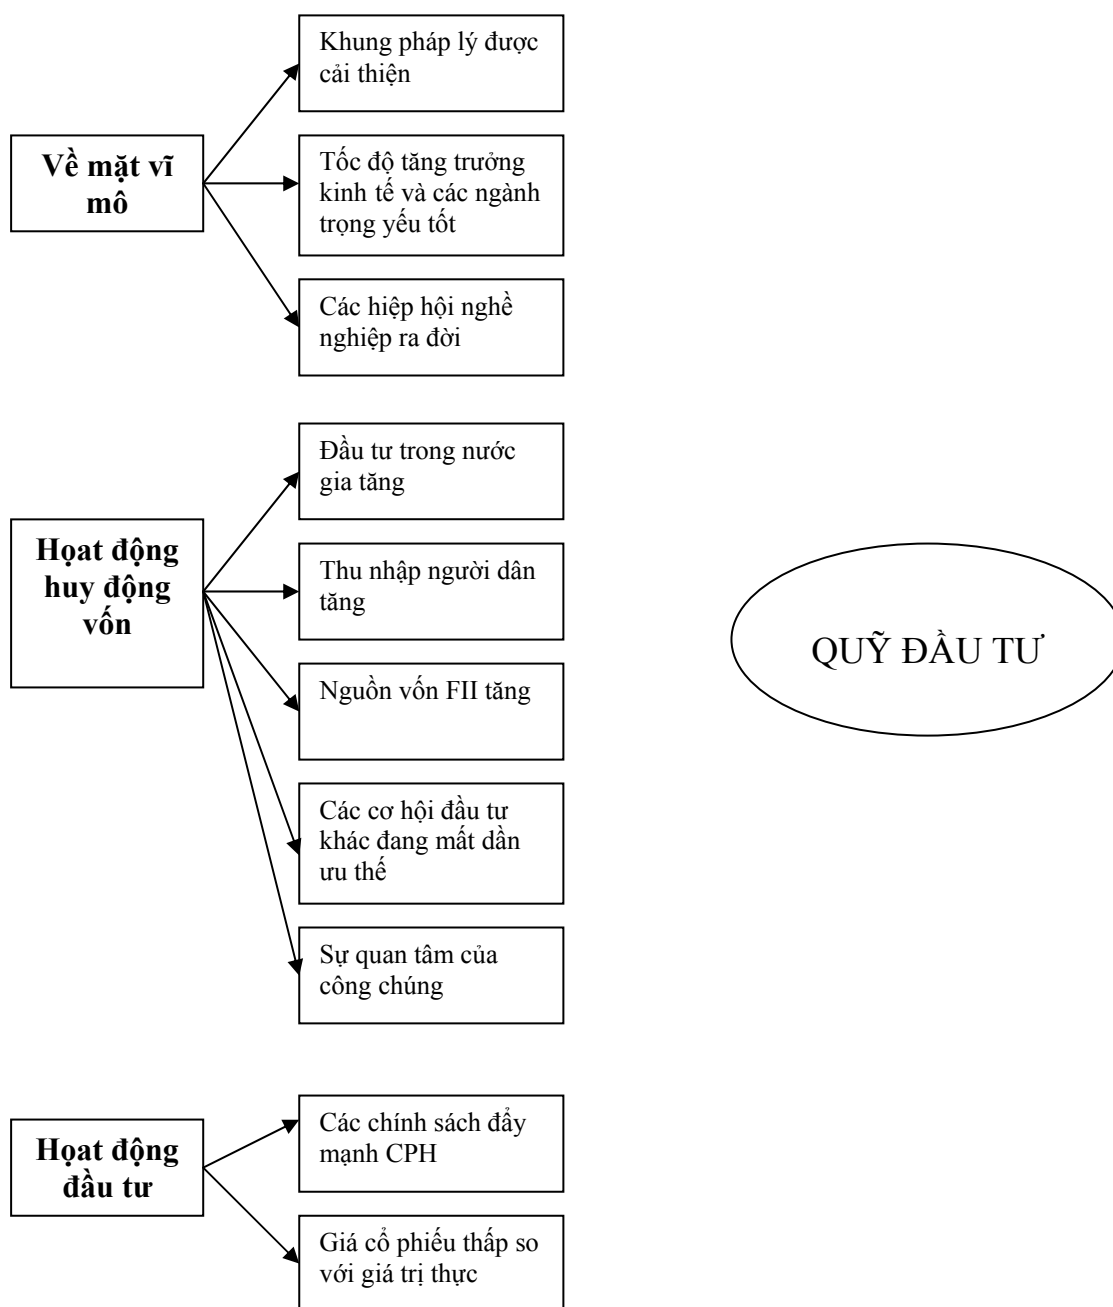 Khung pháp lý được
cải thiện
Về mặt vĩ
mô
Tốc độ tăng trưởng
kinh tế và các ngành
trọng yếu tốt
Các hiệp hội nghề
nghiệp ra đời
Đầu tư trong nước
gia tăng
Họat động
huy động
vốn
Thu nhập người dân
tăng
Nguồn vốn FII tăng
Các cơ hội đầu tư
khác đang mất dần
ưu thế
Sự quan tâm của
công chúng
QUỸ ĐẦU TƯ
Các chính sách đẩy
mạnh CPH
Họat động
đầu tư
Giá cổ phiếu thấp so
với giá trị thực